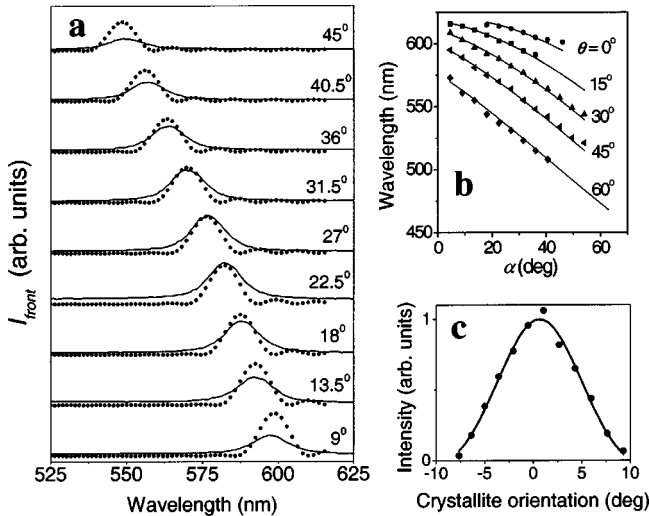 a
45°
40.5°
36°
31.5°
27°
22.5°
18°
13.5°
9°
I_front (arb. units)
525 550 575 600 625
Wavelength (nm)
b
600
550
500
450
Wavelength (nm)
θ=0°
15°
30°
45°
60°
0 20 40 60
α(deg)
c
1
0
Intensity (arb. units)
-10 -5 0 5 10
Crystallite orientation (deg)